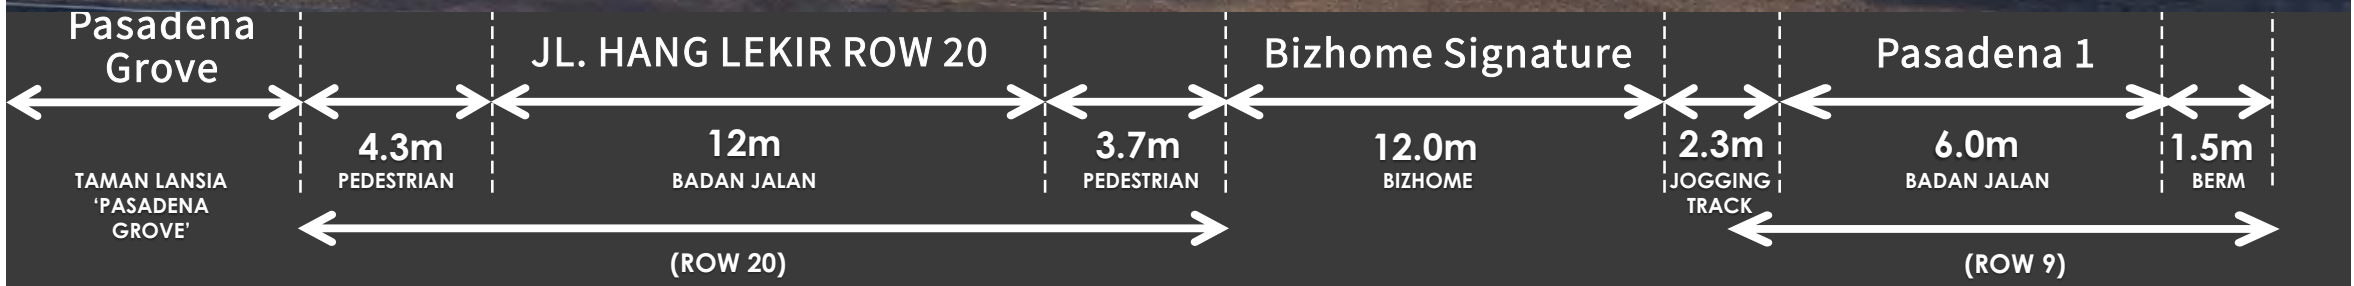 Pasadena
Grove
JL. HANG LEKIR ROW 20
Bizhome Signature
Pasadena 1
4.3m
12m
3.7m
12.0m
2.3m
6.0m
1.5m
TAMAN LANSIA
'PASADENA
GROVE'
PEDESTRIAN
BADAN JALAN
PEDESTRIAN
BIZHOME
JOGGING
TRACK
BADAN JALAN
BERM
(ROW 20)
(ROW 9)